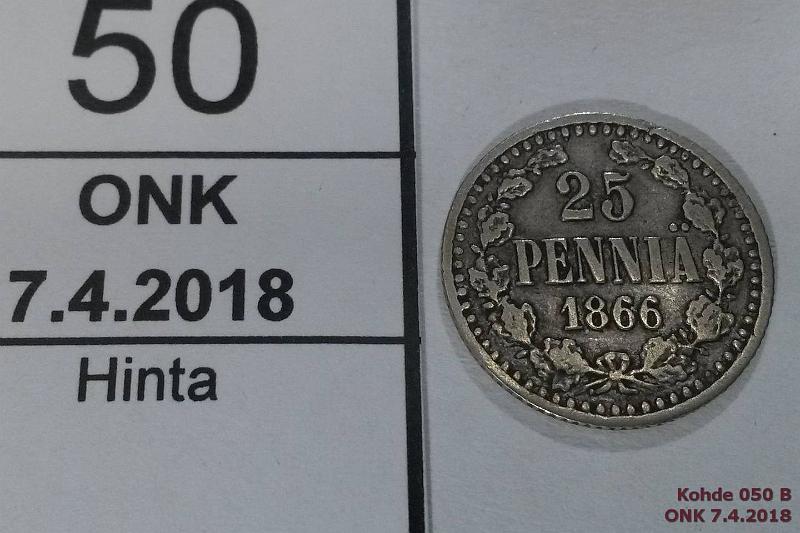 50
ONK
7.4.2018
Hinta
25
PENNIÄ
1866
Kohde 050 B
ONK 7.4.2018